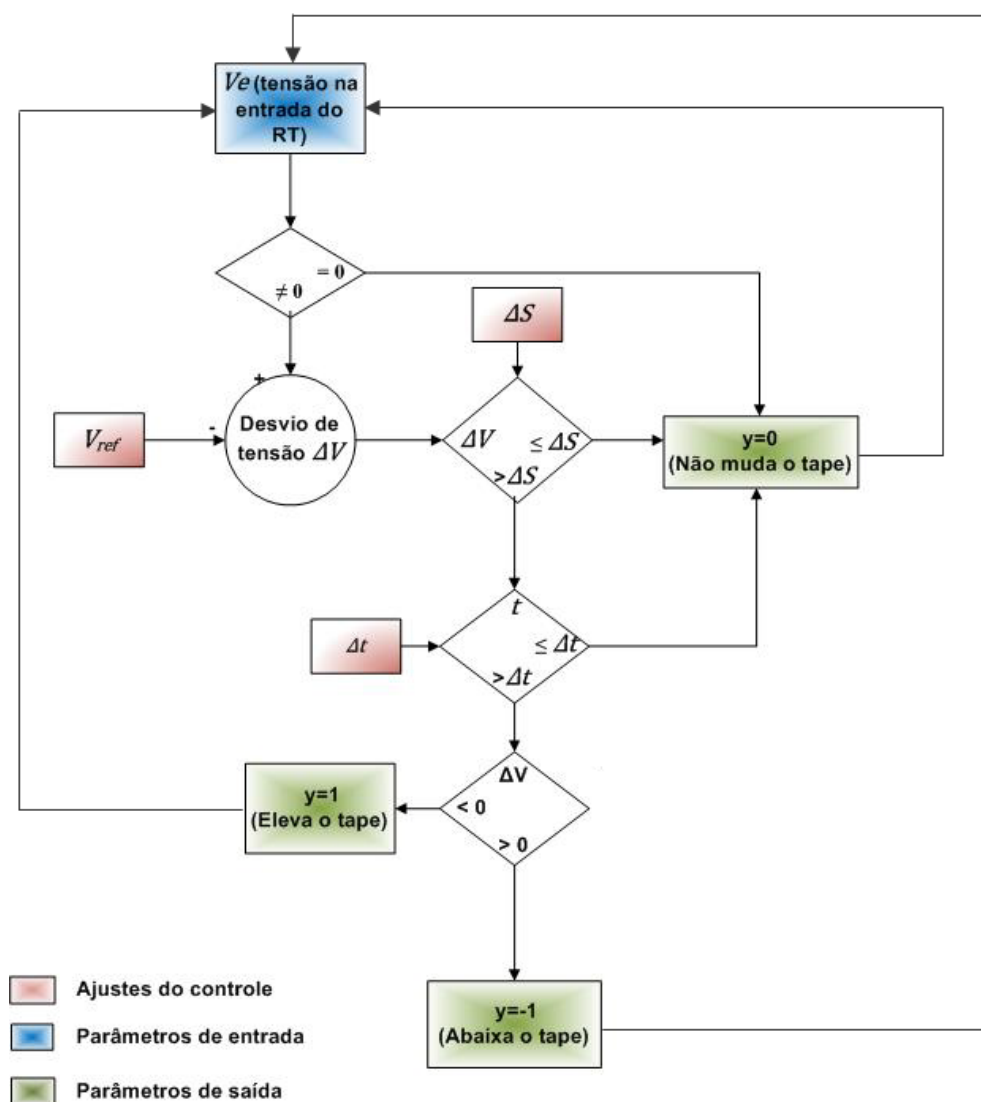 Ve (tensão na
entrada do
RT)
= 0
≠ 0
ΔS
+
-
V_ref
Desvio de
tensão ΔV
ΔV
≤ ΔS
> ΔS
y=0
(Não muda o tape)
t
Δt
≤ Δt
> Δt
ΔV
< 0
> 0
y=1
(Eleva o tape)
y=-1
(Abaixa o tape)
Ajustes do controle
Parâmetros de entrada
Parâmetros de saída